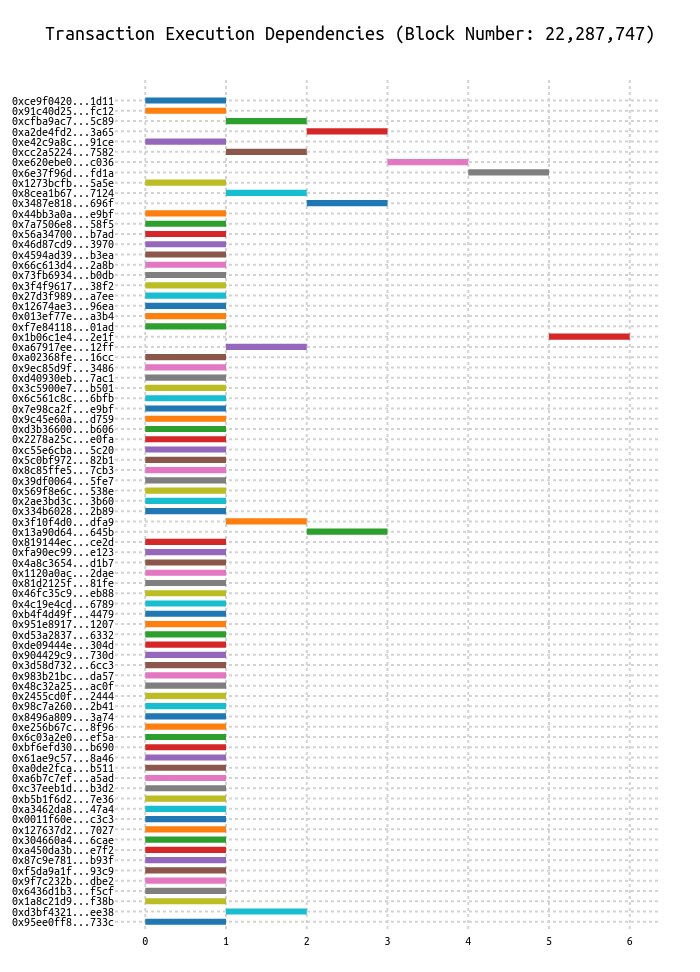 Transaction Execution Dependencies (Block Number: 22,287,747)
0xce9f0420...1d11
0x91c40d25...fc12
0xcfba9ac7...5c89
0xa2de4fd2...3a65
0xe42c9a8c...91ce
0xcc2a5224...7582
0xe620ebe0...c036
0x6e37f96d...fd1a
0x1273bcfb...5a5e
0x8cea1b67...7124
0x3487e818...696f
0x44bb3a0a...e9bf
0x7a7506e8...58f5
0x56a34700...b7ad
0x46d87cd9...3970
0x4594ad39...b3ea
0x66c613d4...2a8b
0x73fb6934...b0db
0x3f4f9617...38f2
0x27d3f989...a7ee
0x12674ae3...96ea
0x013ef77e...a3b4
0xf7e84118...01ad
0x1b06c1e4...2e1f
0xa67917ee...12ff
0xa02368fe...16cc
0x9ec85d9f...3486
0xd40930eb...7ac1
0x3c5900e7...b501
0x6c561c8c...6bfb
0x7e98ca2f...e9bf
0x9c45e60a...d759
0xd3b36600...b606
0x2278a25c...e0fa
0xc55e6cba...5c20
0x5c0bf972...82b1
0x8c85ffe5...7cb3
0x39df0064...5fe7
0x569f8e6c...538e
0x2ae3bd3c...3b60
0x334b6028...2b89
0x3f10f4d0...dfa9
0x13a90d64...645b
0x819144ec...ce2d
0xfa90ec99...e123
0x4a8c3654...d1b7
0x1120a0ac...2dae
0x81d2125f...81fe
0x46fc35c9...eb88
0x4c19e4cd...6789
0xb4f4d49f...4479
0x951e8917...1207
0xd53a2837...6332
0xde09444e...304d
0x904429c9...730d
0x3d58d732...6cc3
0x983b21bc...da57
0x48c32a25...ac0f
0x2455cd0f...2444
0x98c7a260...2b41
0x8496a809...3a74
0xe256b67c...8f96
0x6c03a2e0...ef5a
0xbf6efd30...b690
0x61ae9c57...8a46
0xa0de2fca...b511
0xa6b7c7ef...a5ad
0xc37eeb1d...b3d2
0xb5b1f6d2...7e36
0xa3462da8...47a4
0x0011f60e...c3c3
0x127637d2...7027
0x304660a4...6cae
0xa450da3b...e7f2
0x87c9e781...b93f
0xf5da9a1f...93c9
0x9f7c232b...dbe2
0x6436d1b3...f5cf
0x1a8c21d9...f38b
0xd3bf4321...ee38
0x95ee0ff8...733c
0 1 2 3 4 5 6